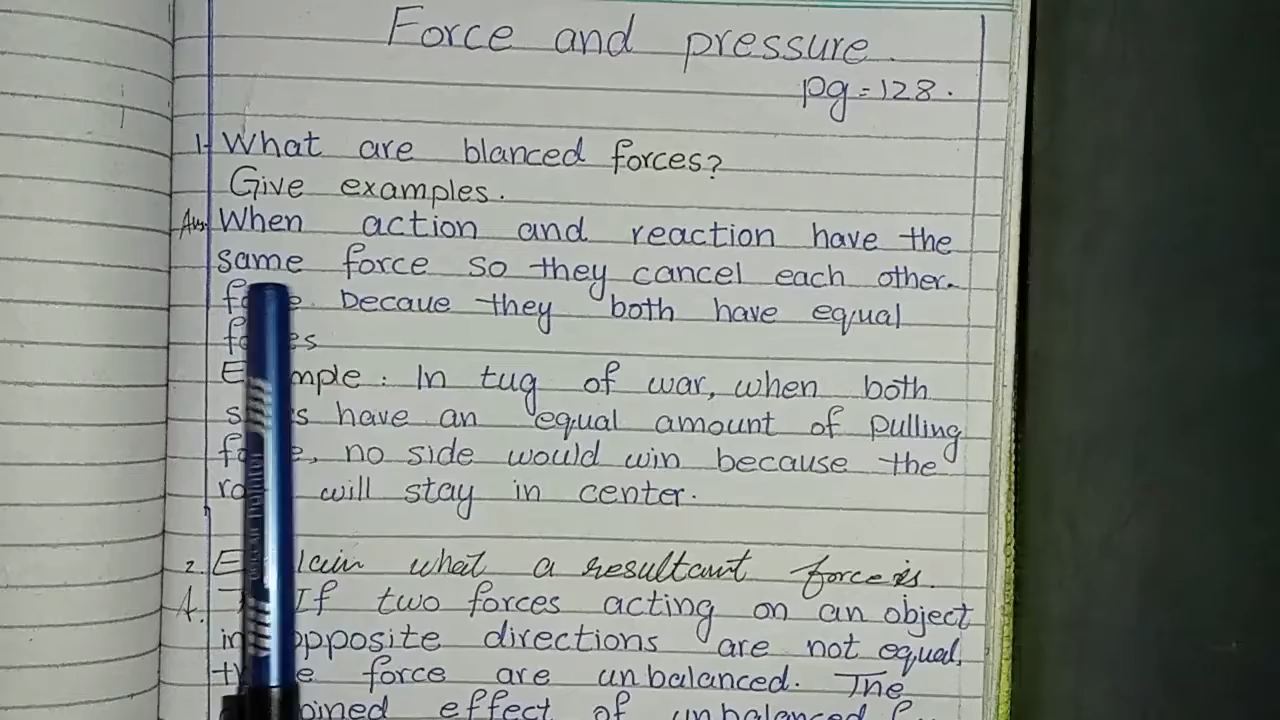 Force and pressure.
pg=128.
1. What are blanced forces?
Give examples.
Ans. When action and reaction have the
same force so they cancel each other.
becaue they both have equal
In tug of war, when both
have an equal amount of pulling
no side would win because the
will stay in center.
2. what a resultant force is.
A. If two forces acting on an object
opposite directions are not equal,
force are unbalanced. The
effect of unbalanced